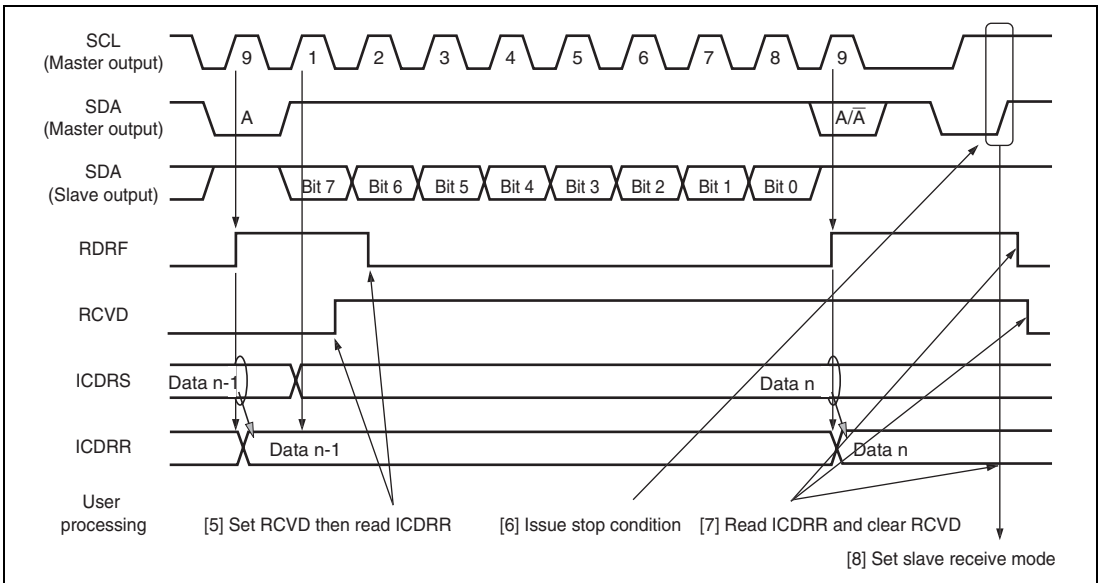 SCL
(Master output)
9 1 2 3 4 5 6 7 8 9
SDA
(Master output)
A A/A̅
SDA
(Slave output)
Bit 7 Bit 6 Bit 5 Bit 4 Bit 3 Bit 2 Bit 1 Bit 0
RDRF
RCVD
ICDRS
Data n-1 Data n
ICDRR
Data n-1 Data n
User
processing
[5] Set RCVD then read ICDRR [6] Issue stop condition [7] Read ICDRR and clear RCVD
[8] Set slave receive mode